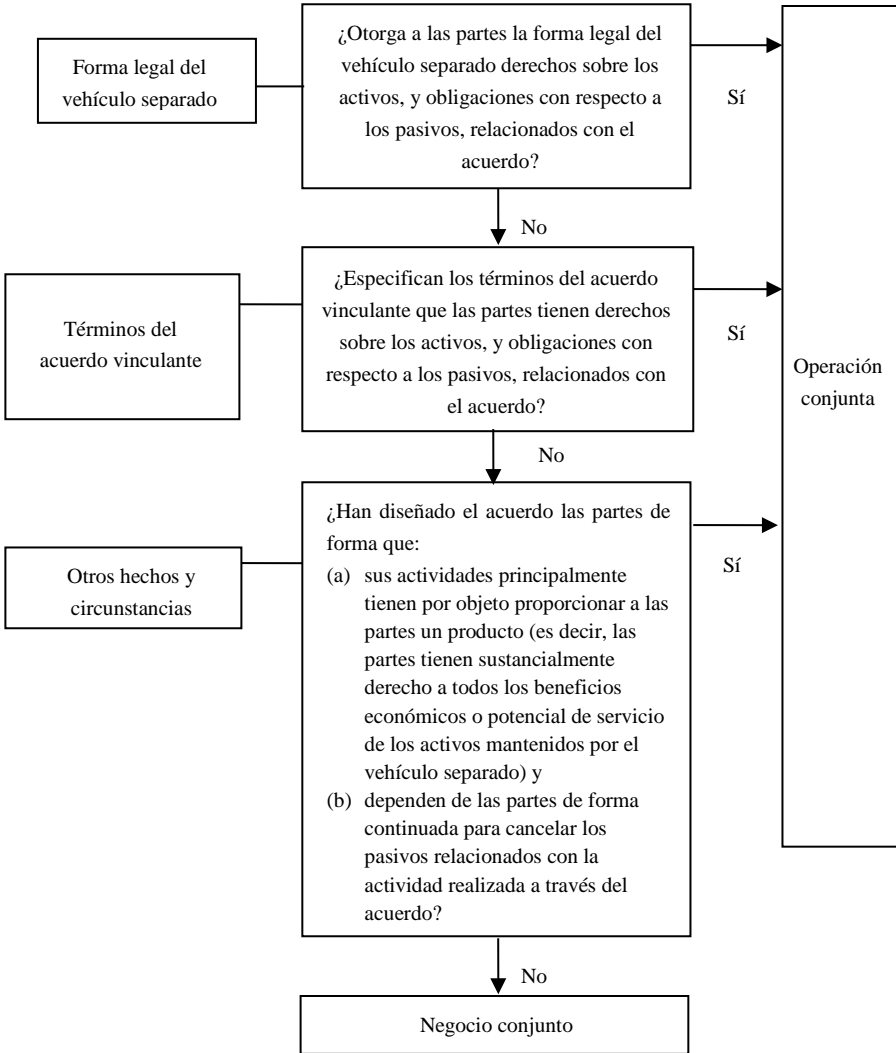 Forma legal del
vehículo separado
¿Otorga a las partes la forma legal del
vehículo separado derechos sobre los
activos, y obligaciones con respecto a
los pasivos, relacionados con el
acuerdo?
Sí
No
Términos del
acuerdo vinculante
¿Especifican los términos del acuerdo
vinculante que las partes tienen derechos
sobre los activos, y obligaciones con
respecto a los pasivos, relacionados con
el acuerdo?
Sí
Operación
conjunta
No
Otros hechos y
circunstancias
¿Han diseñado el acuerdo las partes de
forma que:
(a) sus actividades principalmente
tienen por objeto proporcionar a las
partes un producto (es decir, las
partes tienen sustancialmente
derecho a todos los beneficios
económicos o potencial de servicio
de los activos mantenidos por el
vehículo separado) y
(b) dependen de las partes de forma
continuada para cancelar los
pasivos relacionados con la
actividad realizada a través del
acuerdo?
Sí
No
Negocio conjunto